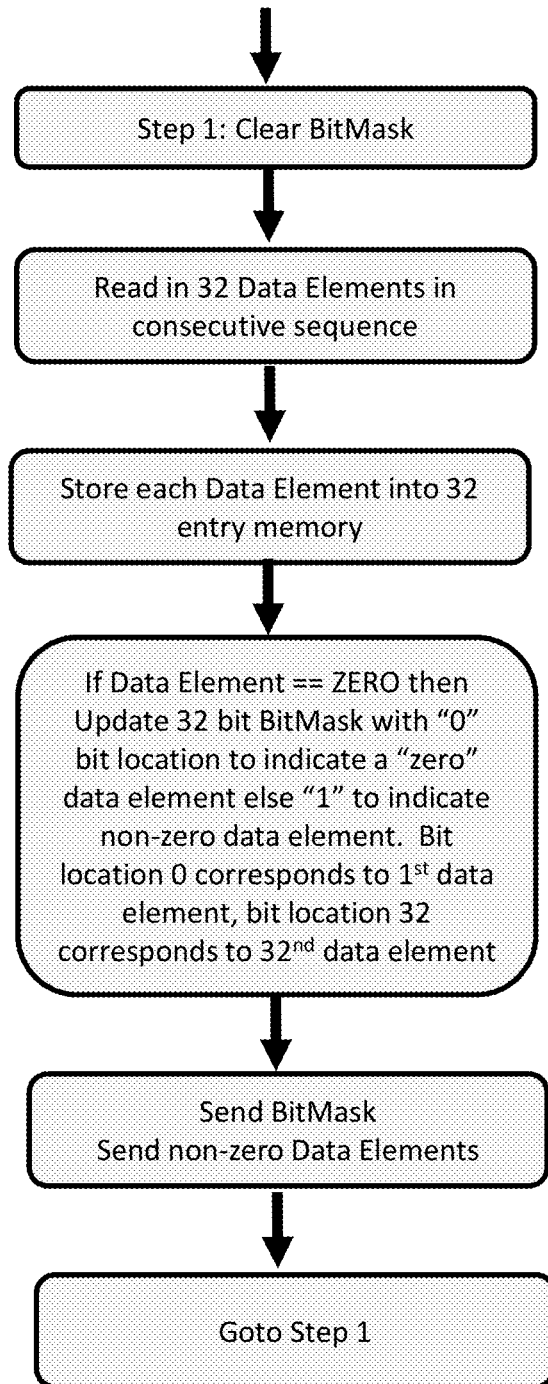 Step 1: Clear BitMask
Read in 32 Data Elements in
consecutive sequence
Store each Data Element into 32
entry memory
If Data Element == ZERO then
Update 32 bit BitMask with “0”
bit location to indicate a “zero”
data element else “1” to indicate
non-zero data element.  Bit
location 0 corresponds to 1st data
element, bit location 32
corresponds to 32nd data element
Send BitMask
Send non-zero Data Elements
Goto Step 1